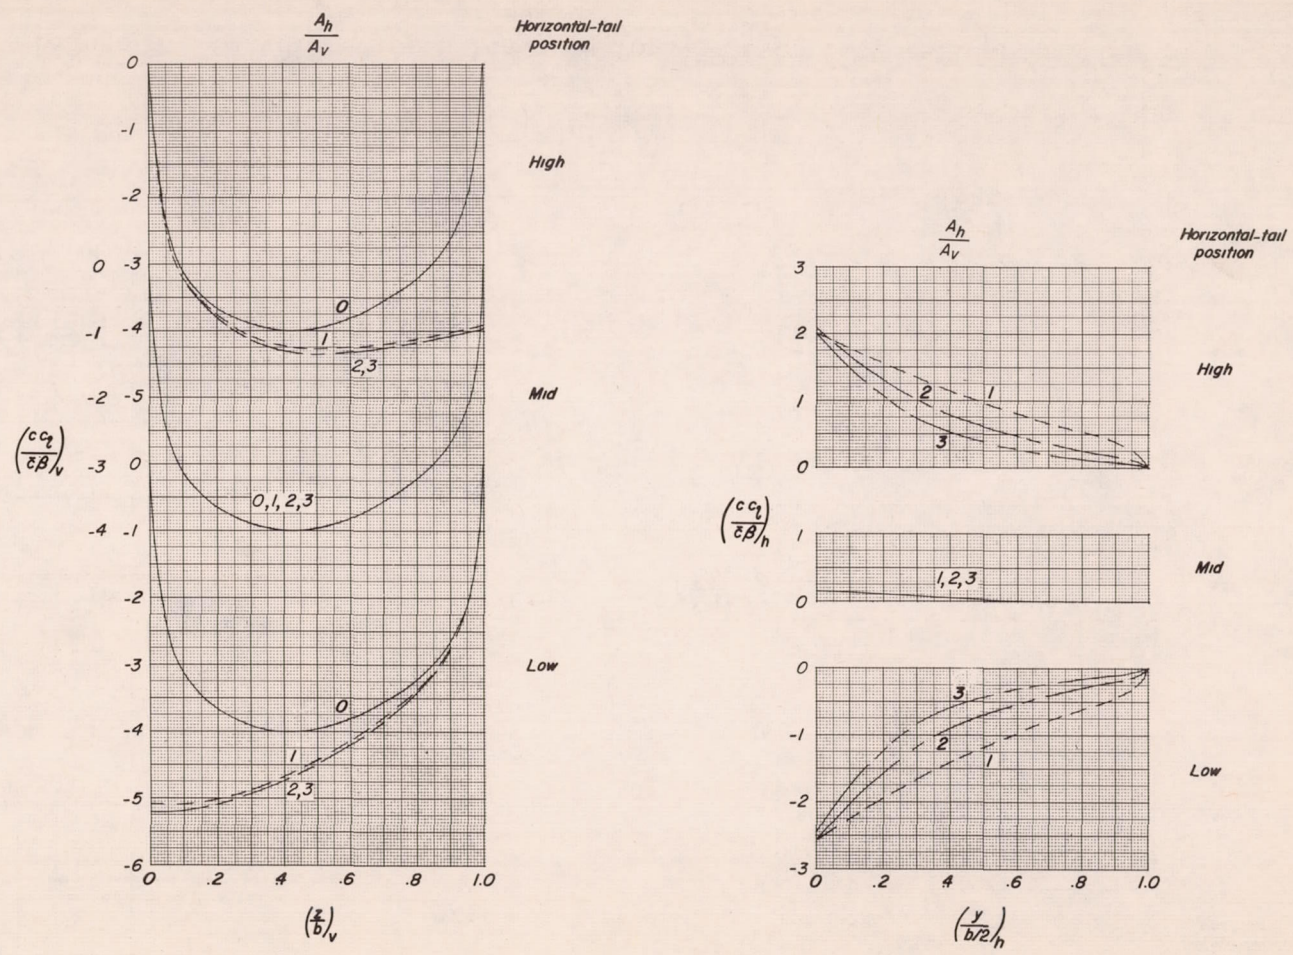 A_h
A_v
Horizontal-tail
position
0
-1
-2
-3
-4
-5
0
-1
-2
-3
-4
-5
-6
0
-1
-2
-3
-4
0
1
2,3
0,1,2,3
0
1
2,3
High
Mid
Low
(c c_l / c̄ β)_v
0 .2 .4 .6 .8 1.0
(z/b)_v
A_h
A_v
Horizontal-tail
position
3
2
1
0
1
2
3
High
(c c_l / c̄ β)_h
1
0
1,2,3
Mid
0
-1
-2
-3
3
2
1
Low
0 .2 .4 .6 .8 1.0
(y / b/2)_h